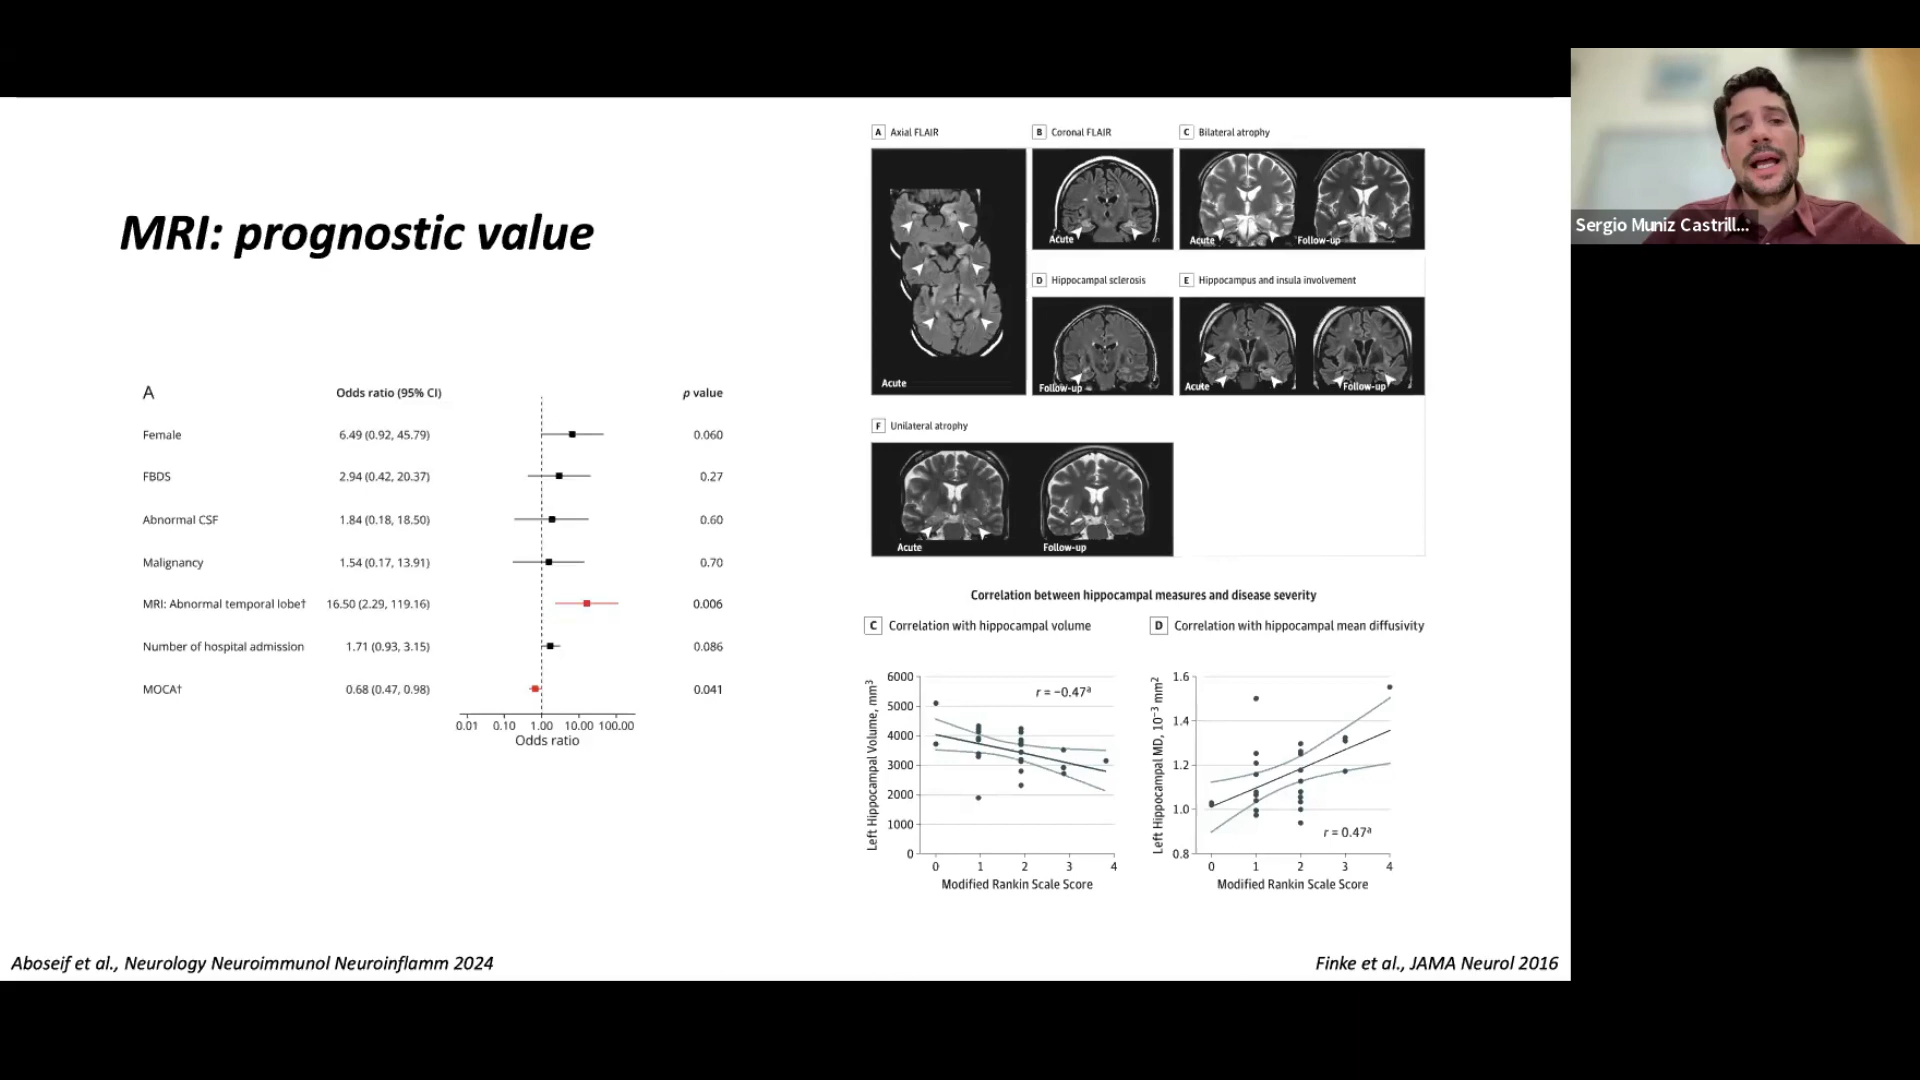 MRI: prognostic value
A Odds ratio (95% CI) p value
Female 6.49 (0.92, 45.79) 0.060
FBDS 2.94 (0.42, 20.37) 0.27
Abnormal CSF 1.84 (0.18, 18.50) 0.60
Malignancy 1.54 (0.17, 13.91) 0.70
MRI: Abnormal temporal lobe† 16.50 (2.29, 119.16) 0.006
Number of hospital admission 1.71 (0.93, 3.15) 0.086
MOCA† 0.68 (0.47, 0.98) 0.041
0.01 0.10 1.00 10.00 100.00
Odds ratio
Aboseif et al., Neurology Neuroimmunol Neuroinflamm 2024
A Axial FLAIR
Acute
B Coronal FLAIR
Acute
C Bilateral atrophy
Acute Follow-up
D Hippocampal sclerosis
Follow-up
E Hippocampus and insula involvement
Acute Follow-up
F Unilateral atrophy
Acute Follow-up
Correlation between hippocampal measures and disease severity
C Correlation with hippocampal volume
Left Hippocampal Volume, mm³
6000
5000
4000
3000
2000
1000
0
r = −0.47ᵃ
0 1 2 3 4
Modified Rankin Scale Score
D Correlation with hippocampal mean diffusivity
Left Hippocampal MD, 10⁻³ mm²
1.6
1.4
1.2
1.0
0.8
r = 0.47ᵃ
0 1 2 3 4
Modified Rankin Scale Score
Finke et al., JAMA Neurol 2016
Sergio Muniz Castrill...